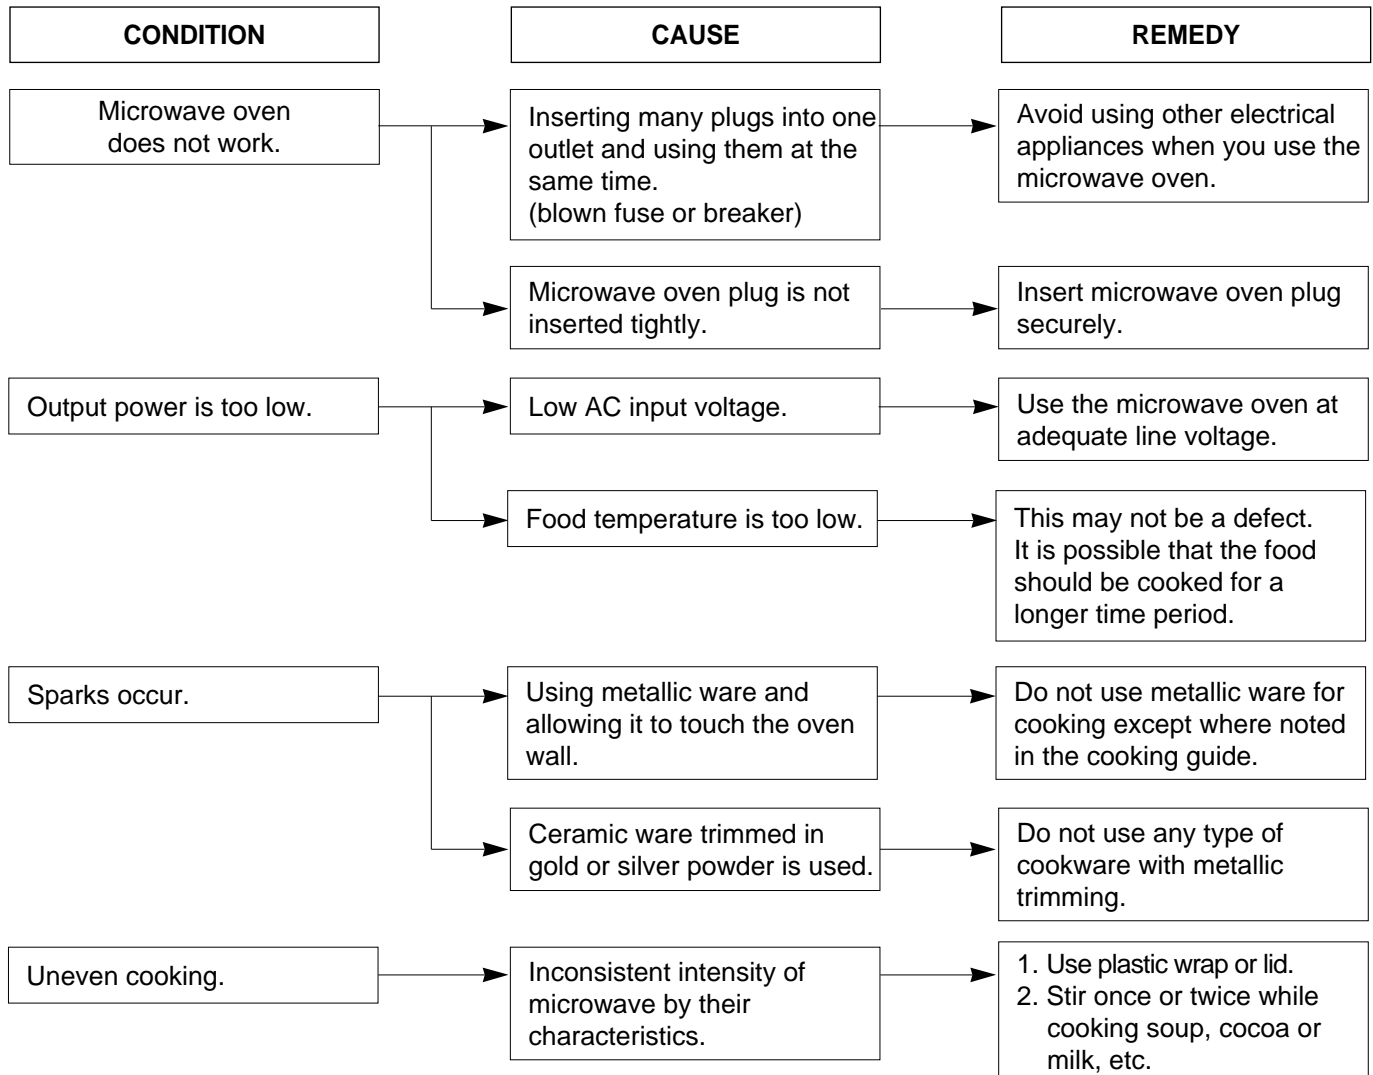 CONDITION
CAUSE
REMEDY
Microwave oven
does not work.
Inserting many plugs into one
outlet and using them at the
same time.
(blown fuse or breaker)
Avoid using other electrical
appliances when you use the
microwave oven.
Microwave oven plug is not
inserted tightly.
Insert microwave oven plug
securely.
Output power is too low.
Low AC input voltage.
Use the microwave oven at
adequate line voltage.
Food temperature is too low.
This may not be a defect.
It is possible that the food
should be cooked for a
longer time period.
Sparks occur.
Using metallic ware and
allowing it to touch the oven
wall.
Do not use metallic ware for
cooking except where noted
in the cooking guide.
Ceramic ware trimmed in
gold or silver powder is used.
Do not use any type of
cookware with metallic
trimming.
Uneven cooking.
Inconsistent intensity of
microwave by their
characteristics.
1. Use plastic wrap or lid.
2. Stir once or twice while
cooking soup, cocoa or
milk, etc.